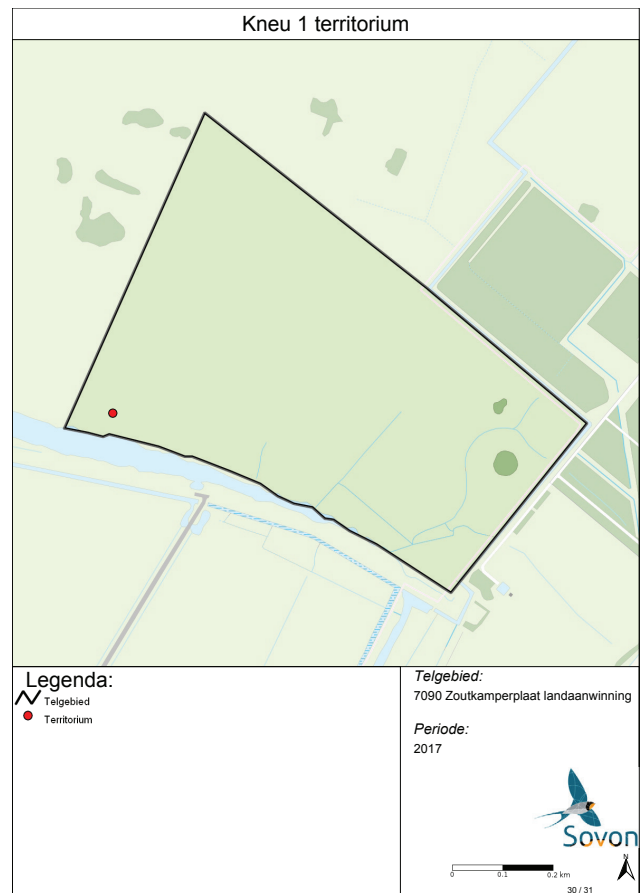 Kneu 1 territorium
Legenda:
Telgebied
Territorium
Telgebied:
7090 Zoutkamperplaat landaanwinning
Periode:
2017
Sovon
N
0 0.1 0.2 km
30 / 31